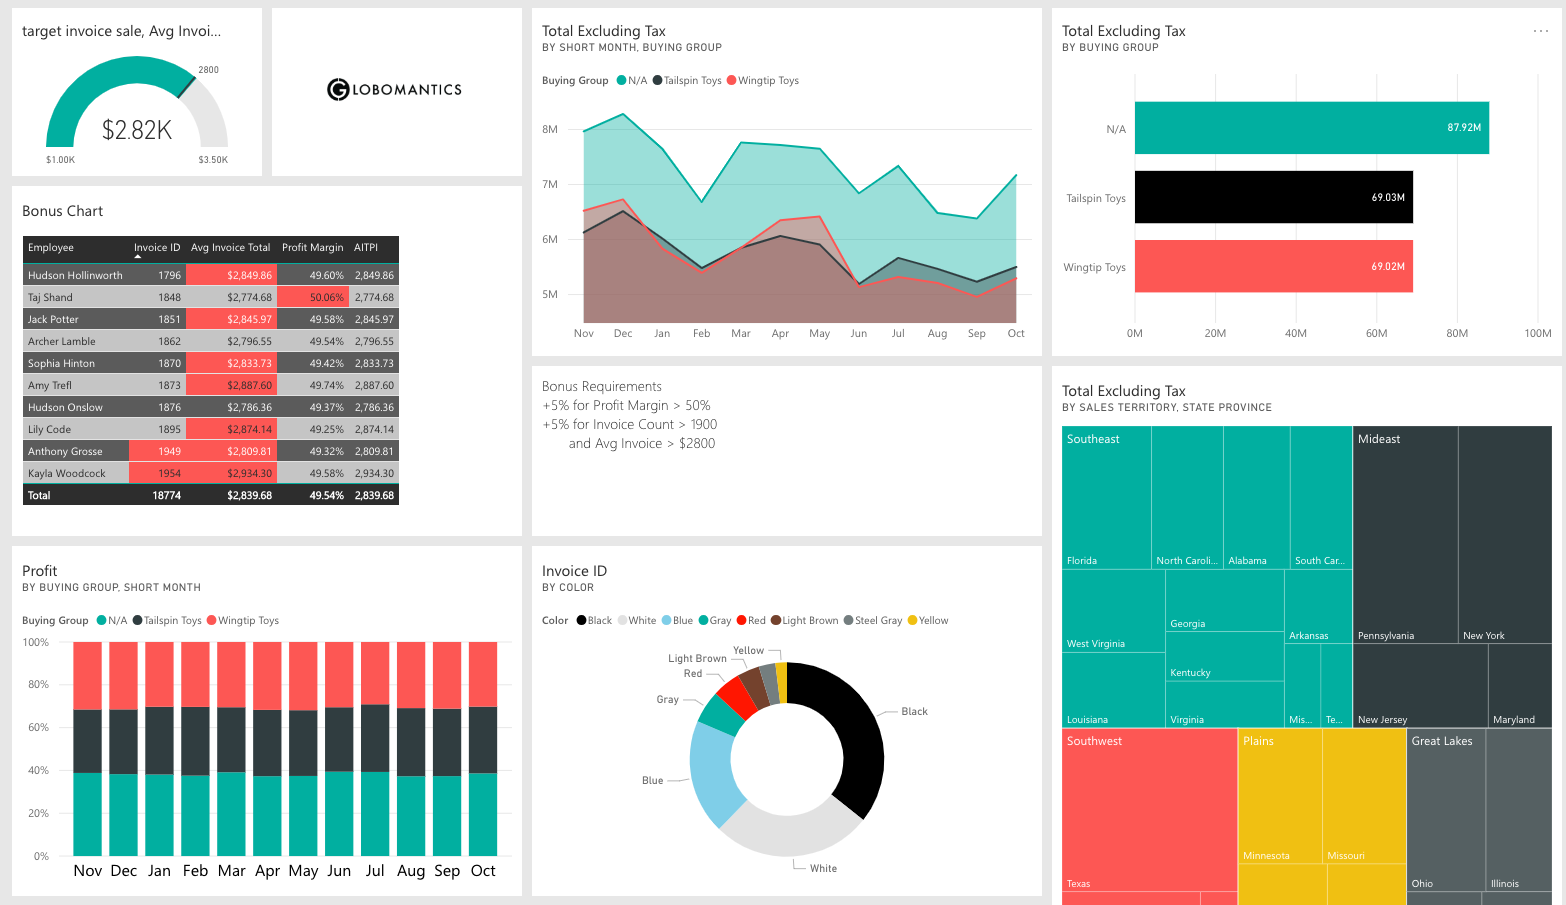 target invoice sale, Avg Invoi...
2800
$2.82K
$1.00K
$3.50K
GLOBOMANTICS
Total Excluding Tax
BY SHORT MONTH, BUYING GROUP
Buying Group N/A Tailspin Toys Wingtip Toys
8M
7M
6M
5M
Nov Dec Jan Feb Mar Apr May Jun Jul Aug Sep Oct
Total Excluding Tax
BY BUYING GROUP
N/A 87.92M
Tailspin Toys 69.03M
Wingtip Toys 69.02M
0M 20M 40M 60M 80M 100M
Bonus Chart
Employee Invoice ID Avg Invoice Total Profit Margin AITPI
Hudson Hollinworth 1796 $2,849.86 49.60% 2,849.86
Taj Shand 1848 $2,774.68 50.06% 2,774.68
Jack Potter 1851 $2,845.97 49.58% 2,845.97
Archer Lamble 1862 $2,796.55 49.54% 2,796.55
Sophia Hinton 1870 $2,833.73 49.42% 2,833.73
Amy Trefl 1873 $2,887.60 49.74% 2,887.60
Hudson Onslow 1876 $2,786.36 49.37% 2,786.36
Lily Code 1895 $2,874.14 49.25% 2,874.14
Anthony Grosse 1949 $2,809.81 49.32% 2,809.81
Kayla Woodcock 1954 $2,934.30 49.58% 2,934.30
Total 18774 $2,839.68 49.54% 2,839.68
Bonus Requirements
+5% for Profit Margin > 50%
+5% for Invoice Count > 1900
and Avg Invoice > $2800
Total Excluding Tax
BY SALES TERRITORY, STATE PROVINCE
Southeast
Florida
North Caroli...
Alabama
South Car...
West Virginia
Georgia
Arkansas
Kentucky
Louisiana
Virginia
Mis...
Te...
Mideast
Pennsylvania
New York
New Jersey
Maryland
Southwest
Texas
Plains
Minnesota
Missouri
Great Lakes
Ohio
Illinois
Profit
BY BUYING GROUP, SHORT MONTH
Buying Group N/A Tailspin Toys Wingtip Toys
100%
80%
60%
40%
20%
0%
Nov Dec Jan Feb Mar Apr May Jun Jul Aug Sep Oct
Invoice ID
BY COLOR
Color Black White Blue Gray Red Light Brown Steel Gray Yellow
Yellow
Light Brown
Red
Gray
Black
Blue
White